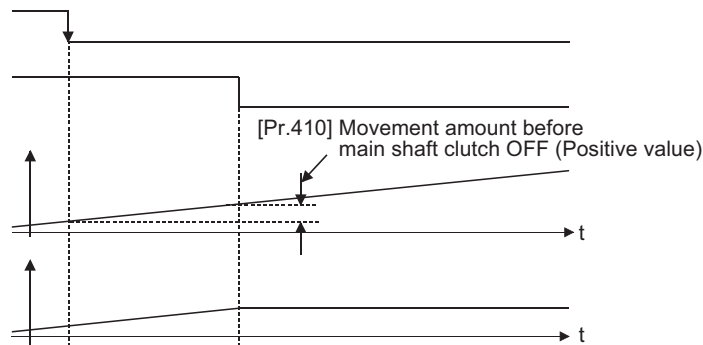 [Pr.410] Movement amount before
main shaft clutch OFF (Positive value)
t
t